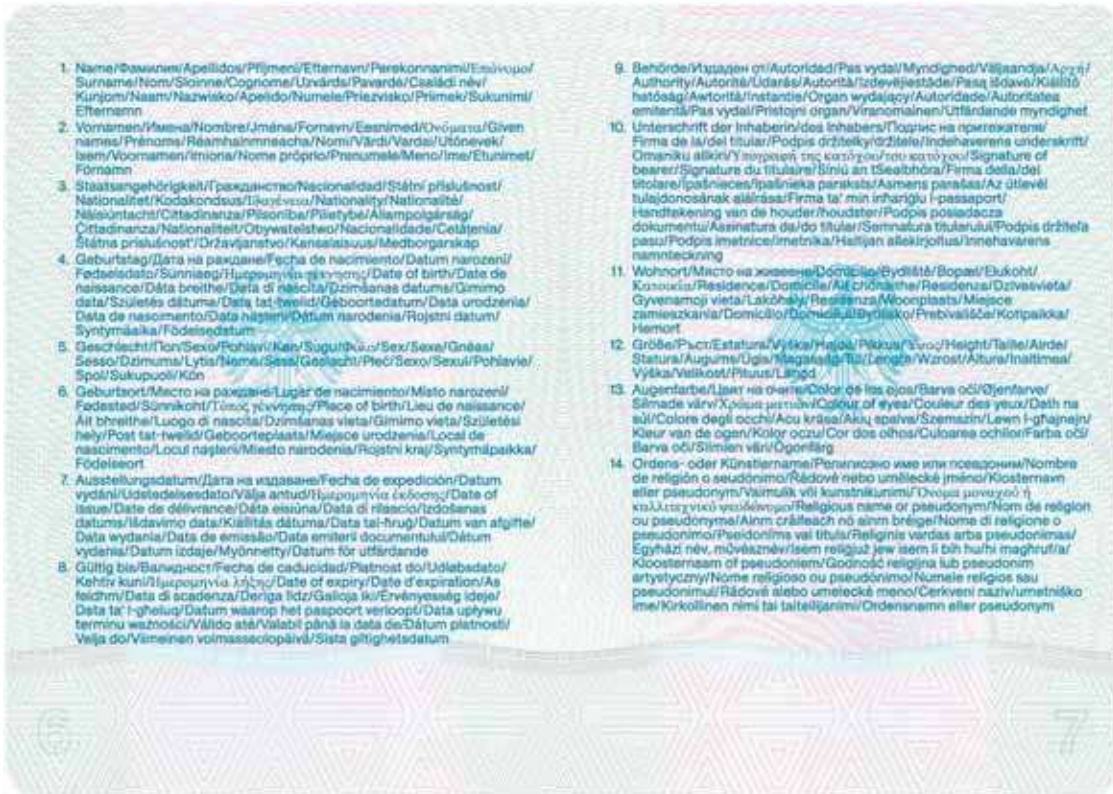 1. Name/Фамилия/Apellidos/Příjmení/Efternavn/Perekonnanimi/Επώνυμο/
Surname/Nom/Sloinne/Cognome/Uzvārds/Pavardė/Családi név/
Kunjom/Naam/Nazwisko/Apelido/Numele/Priezvisko/Priimek/Sukunimi/
Efternamn
2. Vornamen/Имена/Nombre/Jména/Fornavn/Eesnimed/Ονόματα/Given
names/Prénoms/Réamhainmneacha/Nomi/Vārdi/Vardai/Utónevek/
Isem/Voornamen/Imiona/Nome próprio/Prenumele/Meno/Ime/Etunimet/
Förnamn
3. Staatsangehörigkeit/Гражданство/Nacionalidad/Státní příslušnost/
Nationalitet/Kodakondsus/Ιθαγένεια/Nationality/Nationalité/
Náisiúntacht/Cittadinanza/Pilsonība/Pilietybė/Állampolgárság/
Ċittadinanza/Nationaliteit/Obywatelstwo/Nacionalidade/Cetăţenia/
Štátna príslušnosť/Državljanstvo/Kansalaisuus/Medborgarskap
4. Geburtstag/Дата на раждане/Fecha de nacimiento/Datum narození/
Fødselsdato/Sünniaeg/Ημερομηνία γέννησης/Date of birth/Date de
naissance/Dáta breithe/Data di nascita/Dzimšanas datums/Gimimo
data/Születés dátuma/Data tat-twelid/Geboortedatum/Data urodzenia/
Data de nascimento/Data naşterii/Dátum narodenia/Rojstni datum/
Syntymäaika/Födelsedatum
5. Geschlecht/Пол/Sexo/Pohlaví/Køn/Sugu/Φύλο/Sex/Sexe/Gnéas/
Sesso/Dzimums/Lytis/Neme/Sess/Geslacht/Płeć/Sexo/Sexul/Pohlavie/
Spol/Sukupuoli/Kön
6. Geburtsort/Място на раждане/Lugar de nacimiento/Místo narození/
Fødested/Sünnikoht/Τόπος γέννησης/Place of birth/Lieu de naissance/
Áit bhreithe/Luogo di nascita/Dzimšanas vieta/Gimimo vieta/Születési
hely/Post tat-twelid/Geboorteplaats/Miejsce urodzenia/Local de
nascimento/Locul naşterii/Miesto narodenia/Rojstni kraj/Syntymäpaikka/
Födelseort
7. Ausstellungsdatum/Дата на издаване/Fecha de expedición/Datum
vydání/Udstedelsesdato/Välja antud/Ημερομηνία έκδοσης/Date of
issue/Date de délivrance/Dáta eisiúna/Data di rilascio/Izdošanas
datums/Išdavimo data/Kiállítás dátuma/Data tal-ħruġ/Datum van afgifte/
Data wydania/Data de emissão/Data emiterii documentului/Dátum
vydania/Datum izdaje/Myönnetty/Datum för utfärdande
8. Gültig bis/Валидност/Fecha de caducidad/Platnost do/Udløbsdato/
Kehtiv kuni/Ημερομηνία λήξης/Date of expiry/Date d'expiration/As
feidhm/Data di scadenza/Derīga līdz/Galioja iki/Érvényesség ideje/
Data ta' l-għeluq/Datum waarop het paspoort verloopt/Data upływu
terminu ważności/Válido até/Valabil până la data de/Dátum platnosti/
Velja do/Viimeinen voimassaolopäivä/Sista giltighetsdatum
6
9. Behörde/Издаден от/Autoridad/Pas vydal/Myndighed/Väljaandja/Αρχή/
Authority/Autorité/Údarás/Autorità/Izdevējiestāde/Pasą išdavė/Kiállító
hatóság/Awtorità/Instantie/Organ wydający/Autoridade/Autoritatea
emitentă/Pas vydal/Pristojni organ/Viranomainen/Utfärdande myndighet
10. Unterschrift der Inhaberin/des Inhabers/Подпис на притежателя/
Firma de la/del titular/Podpis držitelky/držitele/Indehaverens underskrift/
Omaniku allkiri/Υπογραφή της κατόχου/του κατόχου/Signature of
bearer/Signature du titulaire/Síniú an tSealbhóra/Firma della/del
titolare/Īpašnieces/īpašnieka paraksts/Asmens parašas/Az útlevél
tulajdonosának aláírása/Firma ta' min inħariġlu l-passaport/
Handtekening van de houder/houdster/Podpis posiadacza
dokumentu/Assinatura da/do titular/Semnatura titularului/Podpis držiteľa
pasu/Podpis imetnice/imetnika/Haltijan allekirjoitus/Innehavarens
namnteckning
11. Wohnort/Място на живеене/Domicilio/Bydliště/Bopæl/Elukoht/
Κατοικία/Residence/Domicile/Áit chónaithe/Residenza/Dzīvesvieta/
Gyvenamoji vieta/Lakóhely/Residenza/Woonplaats/Miejsce
zamieszkania/Domicílio/Domiciliul/Bydlisko/Prebivališče/Kotipaikka/
Hemort
12. Größe/Ръст/Estatura/Výška/Højde/Pikkus/Ύψος/Height/Taille/Airde/
Statura/Augums/Ūgis/Magasság/Tul/Lengte/Wzrost/Altura/Inaltimea/
Výška/Velikost/Pituus/Längd
13. Augenfarbe/Цвят на очите/Color de los ojos/Barva očí/Øjenfarve/
Silmade värv/Χρώμα ματιών/Colour of eyes/Couleur des yeux/Dath na
súl/Colore degli occhi/Acu krāsa/Akių spalva/Szemszín/Lewn l-għajnejn/
Kleur van de ogen/Kolor oczu/Cor dos olhos/Culoarea ochilor/Farba očí/
Barva oči/Silmien väri/Ögonfärg
14. Ordens- oder Künstlername/Религиозно име или псевдоним/Nombre
de religión o seudónimo/Řádové nebo umělecké jméno/Klosternavn
eller pseudonym/Vaimulik või kunstnikunimi/Όνομα μοναχού ή
καλλιτεχνικό ψευδώνυμο/Religious name or pseudonym/Nom de religion
ou pseudonyme/Ainm cráifeach nó ainm bréige/Nome di religione o
pseudonimo/Pseidonīms vai tituls/Religinis vardas arba pseudonimas/
Egyházi név, művésznév/Isem reliġjuż jew isem li bih hu/hi magħruf/a/
Kloosternaam of pseudoniem/Godność religijna lub pseudonim
artystyczny/Nome religioso ou pseudónimo/Numele religios sau
pseudonimul/Rádové alebo umelecké meno/Cerkveni naziv/umetniško
ime/Kirkollinen nimi tai taiteilijanimi/Ordensnamn eller pseudonym
7